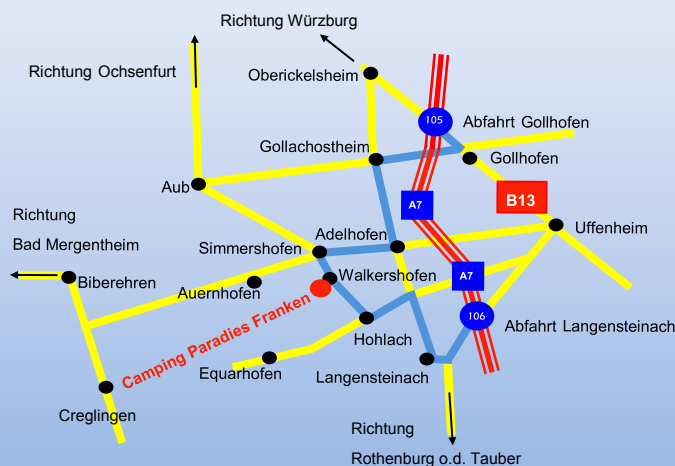 Richtung Würzburg
Richtung Ochsenfurt
Oberickelsheim
105
Abfahrt Gollhofen
Gollachostheim
Gollhofen
Aub
B13
A7
Richtung
Bad Mergentheim
Adelhofen
Uffenheim
Simmershofen
Biberehren
Walkershofen
A7
Auernhofen
Camping Paradies Franken
106
Abfahrt Langensteinach
Hohlach
Equarhofen
Langensteinach
Creglingen
Richtung
Rothenburg o.d. Tauber